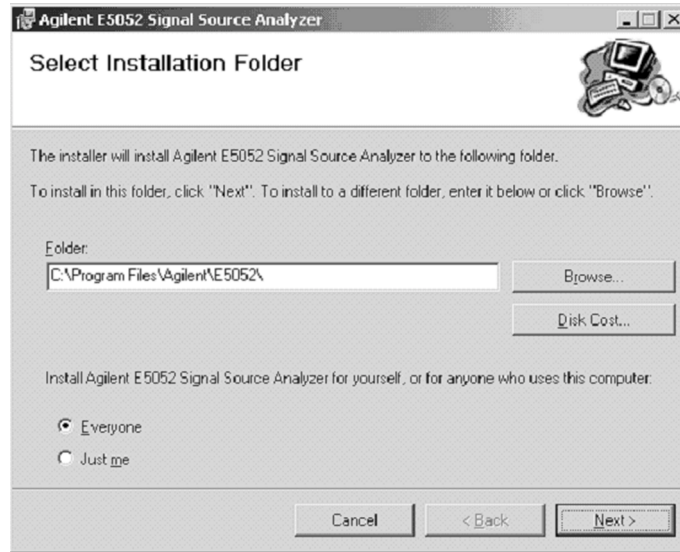 Agilent E5052 Signal Source Analyzer
Select Installation Folder
The installer will install Agilent E5052 Signal Source Analyzer to the following folder.
To install in this folder, click "Next". To install to a different folder, enter it below or click "Browse".
Folder:
C:\Program Files\Agilent\E5052\
Browse...
Disk Cost...
Install Agilent E5052 Signal Source Analyzer for yourself, or for anyone who uses this computer:
Everyone
Just me
Cancel
< Back
Next >